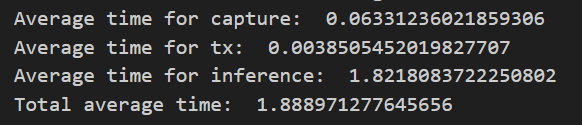 Average time for capture:  0.06331236021859306
Average time for tx:  0.0038505452019827707
Average time for inference:  1.8218083722250802
Total average time:  1.888971277645656